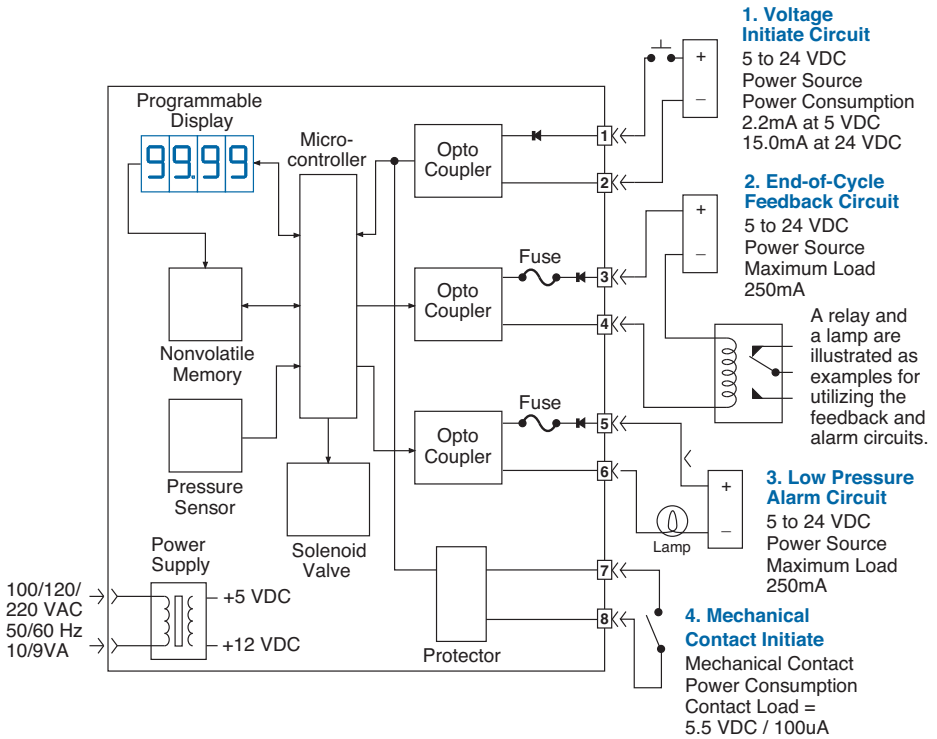 1. Voltage
Initiate Circuit
5 to 24 VDC
Power Source
Power Consumption
2.2mA at 5 VDC
15.0mA at 24 VDC
Programmable
Display
99.99
Micro-
controller
Opto
Coupler
1
2
+
–
2. End-of-Cycle
Feedback Circuit
5 to 24 VDC
Power Source
Maximum Load
250mA
Nonvolatile
Memory
Opto
Coupler
Fuse
3
4
+
–
A relay and
a lamp are
illustrated as
examples for
utilizing the
feedback and
alarm circuits.
Pressure
Sensor
Solenoid
Valve
Opto
Coupler
Fuse
5
6
Lamp
+
–
3. Low Pressure
Alarm Circuit
5 to 24 VDC
Power Source
Maximum Load
250mA
Power
Supply
100/120/
220 VAC
50/60 Hz
10/9VA
+5 VDC
+12 VDC
Protector
7
8
4. Mechanical
Contact Initiate
Mechanical Contact
Power Consumption
Contact Load =
5.5 VDC / 100uA